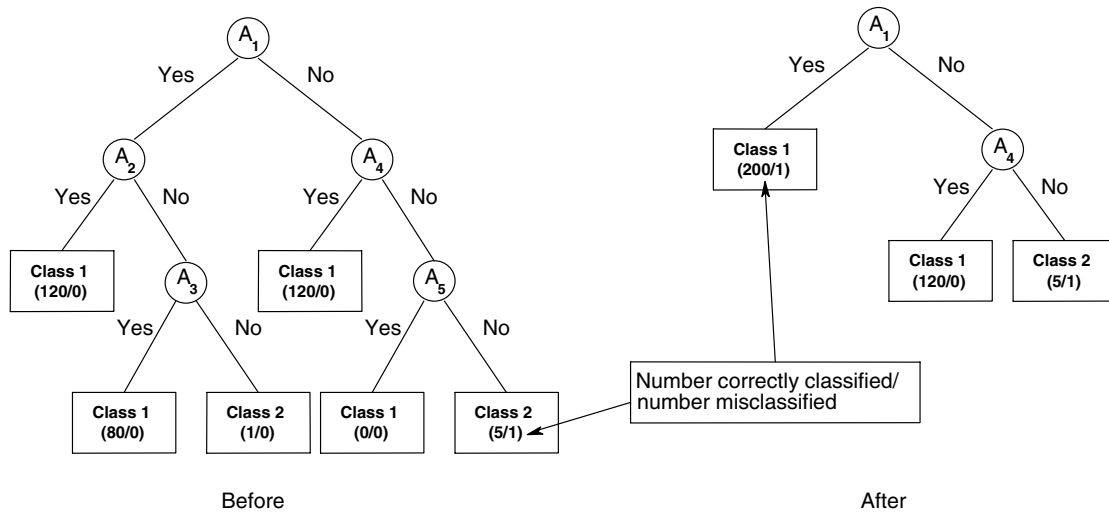 A1
Yes
No
A2
A4
Yes
No
Yes
No
Class 1
(120/0)
A3
Class 1
(120/0)
A5
Yes
No
Yes
No
Class 1
(80/0)
Class 2
(1/0)
Class 1
(0/0)
Class 2
(5/1)
Before
A1
Yes
No
Class 1
(200/1)
A4
Yes
No
Class 1
(120/0)
Class 2
(5/1)
Number correctly classified/
number misclassified
After